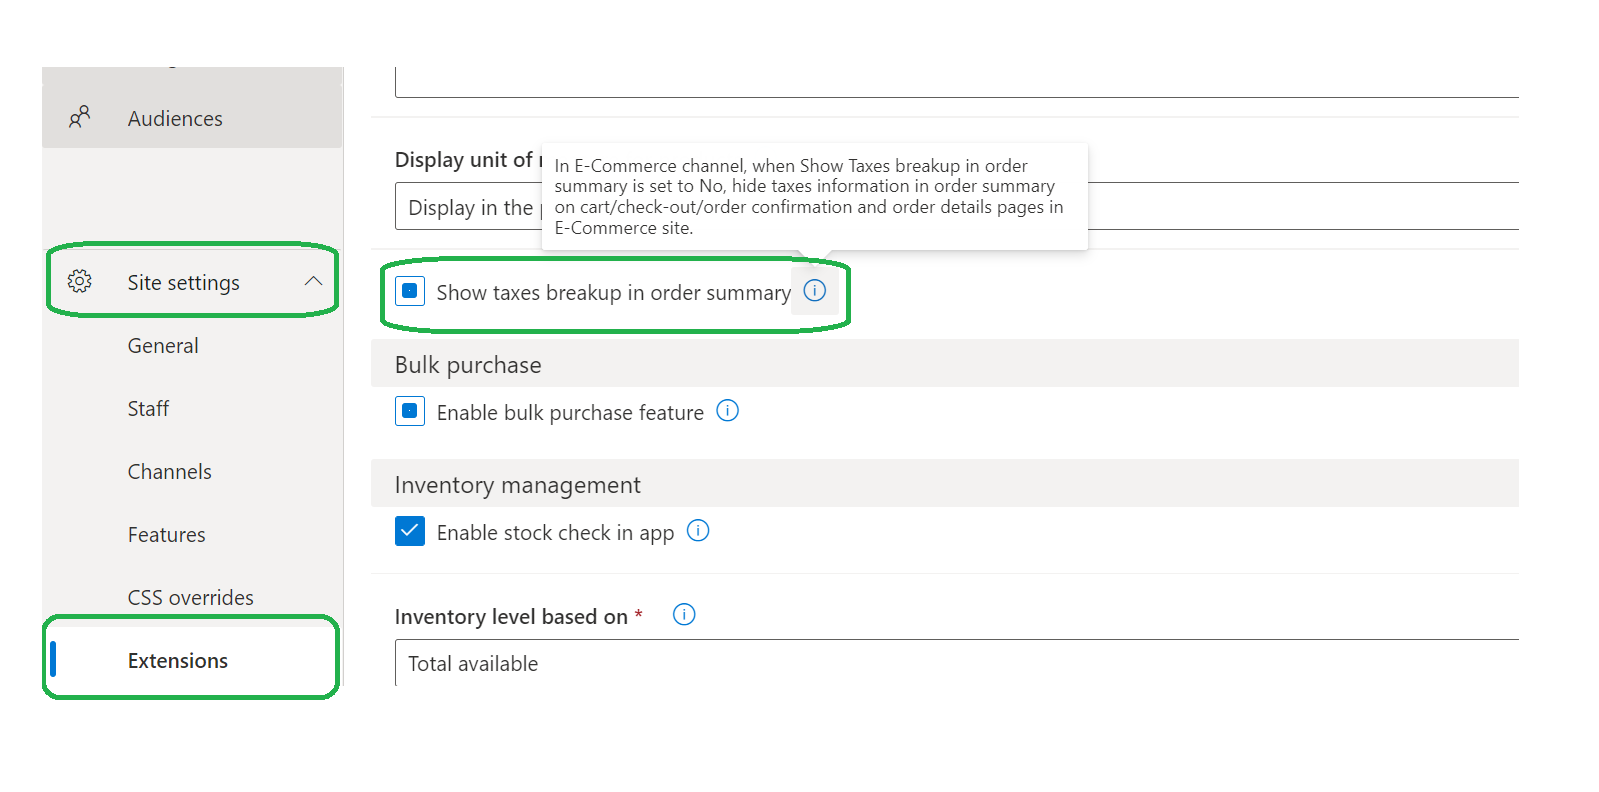 Audiences
Site settings
General
Staff
Channels
Features
CSS overrides
Extensions
Display unit of
Display in the
In E-Commerce channel, when Show Taxes breakup in order
summary is set to No, hide taxes information in order summary
on cart/check-out/order confirmation and order details pages in
E-Commerce site.
Show taxes breakup in order summary
Bulk purchase
Enable bulk purchase feature
Inventory management
Enable stock check in app
Inventory level based on *
Total available